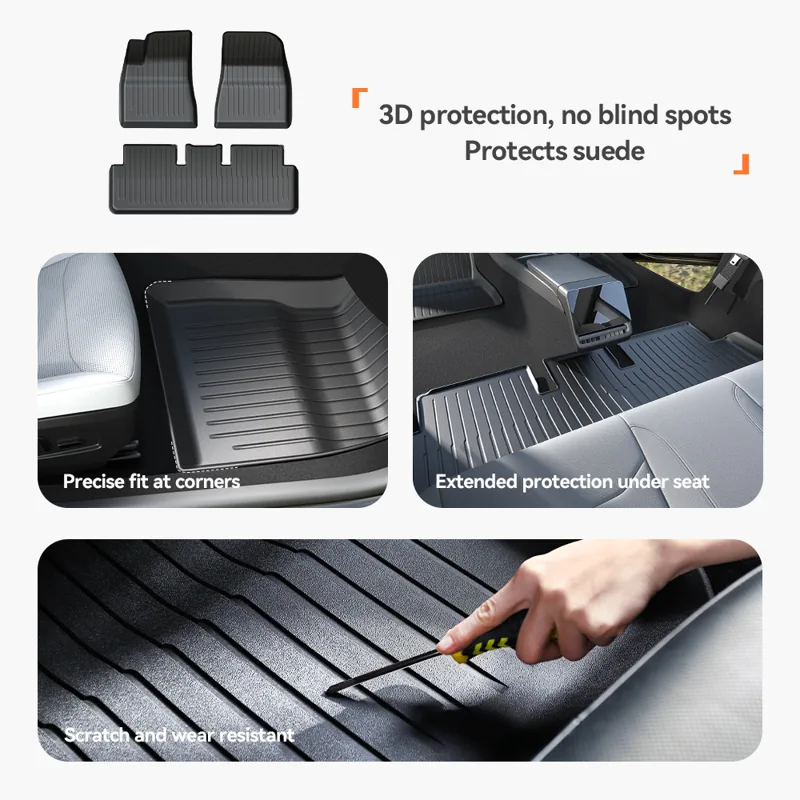 3D protection, no blind spots
Protects suede
Precise fit at corners
Extended protection under seat
Scratch and wear resistant